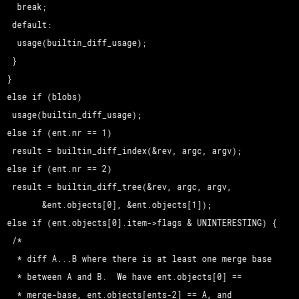 break;
default:
usage(builtin_diff_usage);
}
}
else if (blobs)
usage(builtin_diff_usage);
else if (ent.nr == 1)
result = builtin_diff_index(&rev, argc, argv);
else if (ent.nr == 2)
result = builtin_diff_tree(&rev, argc, argv,
&ent.objects[0], &ent.objects[1]);
else if (ent.objects[0].item->flags & UNINTERESTING) {
/*
* diff A...B where there is at least one merge base
* between A and B.  We have ent.objects[0] ==
* merge-base, ent.objects[ents-2] == A, and